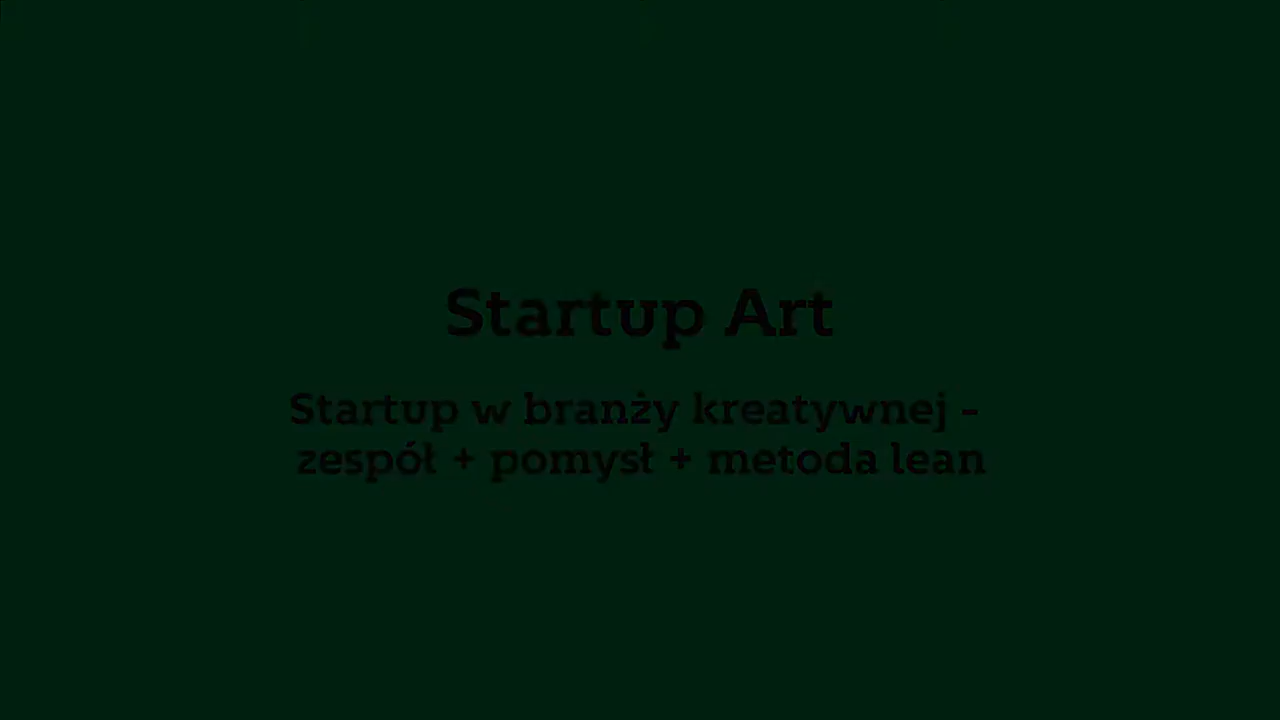 Startup Art
Startup w branży kreatywnej -
zespół + pomysł + metoda lean